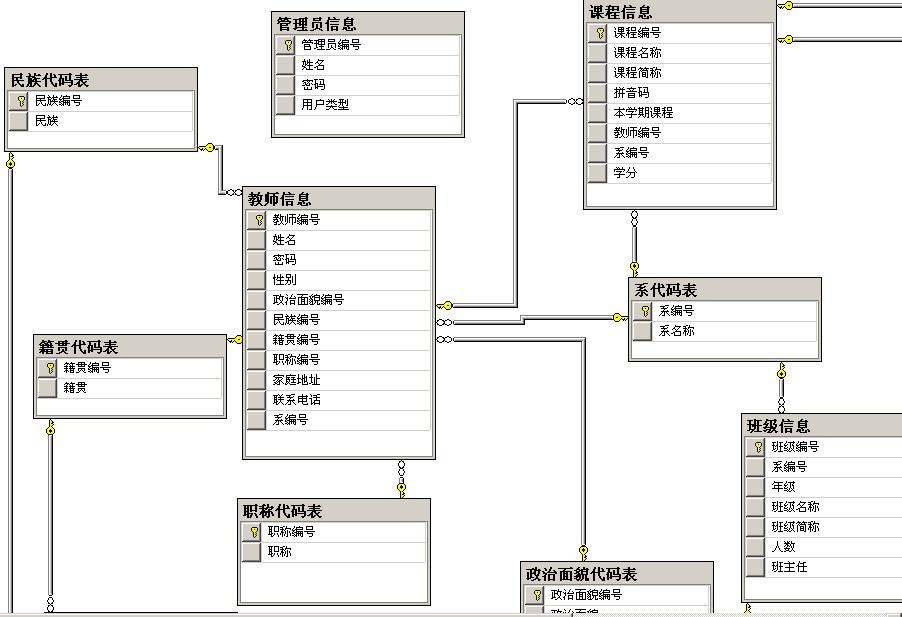 管理员信息
管理员编号
姓名
密码
用户类型
课程信息
课程编号
课程名称
课程简称
拼音码
本学期课程
教师编号
系编号
学分
民族代码表
民族编号
民族
教师信息
教师编号
姓名
密码
性别
政治面貌编号
民族编号
籍贯编号
职称编号
家庭地址
联系电话
系编号
系代码表
系编号
系名称
籍贯代码表
籍贯编号
籍贯
班级信息
班级编号
系编号
年级
班级名称
班级简称
人数
班主任
职称代码表
职称编号
职称
政治面貌代码表
政治面貌编号
政治面貌